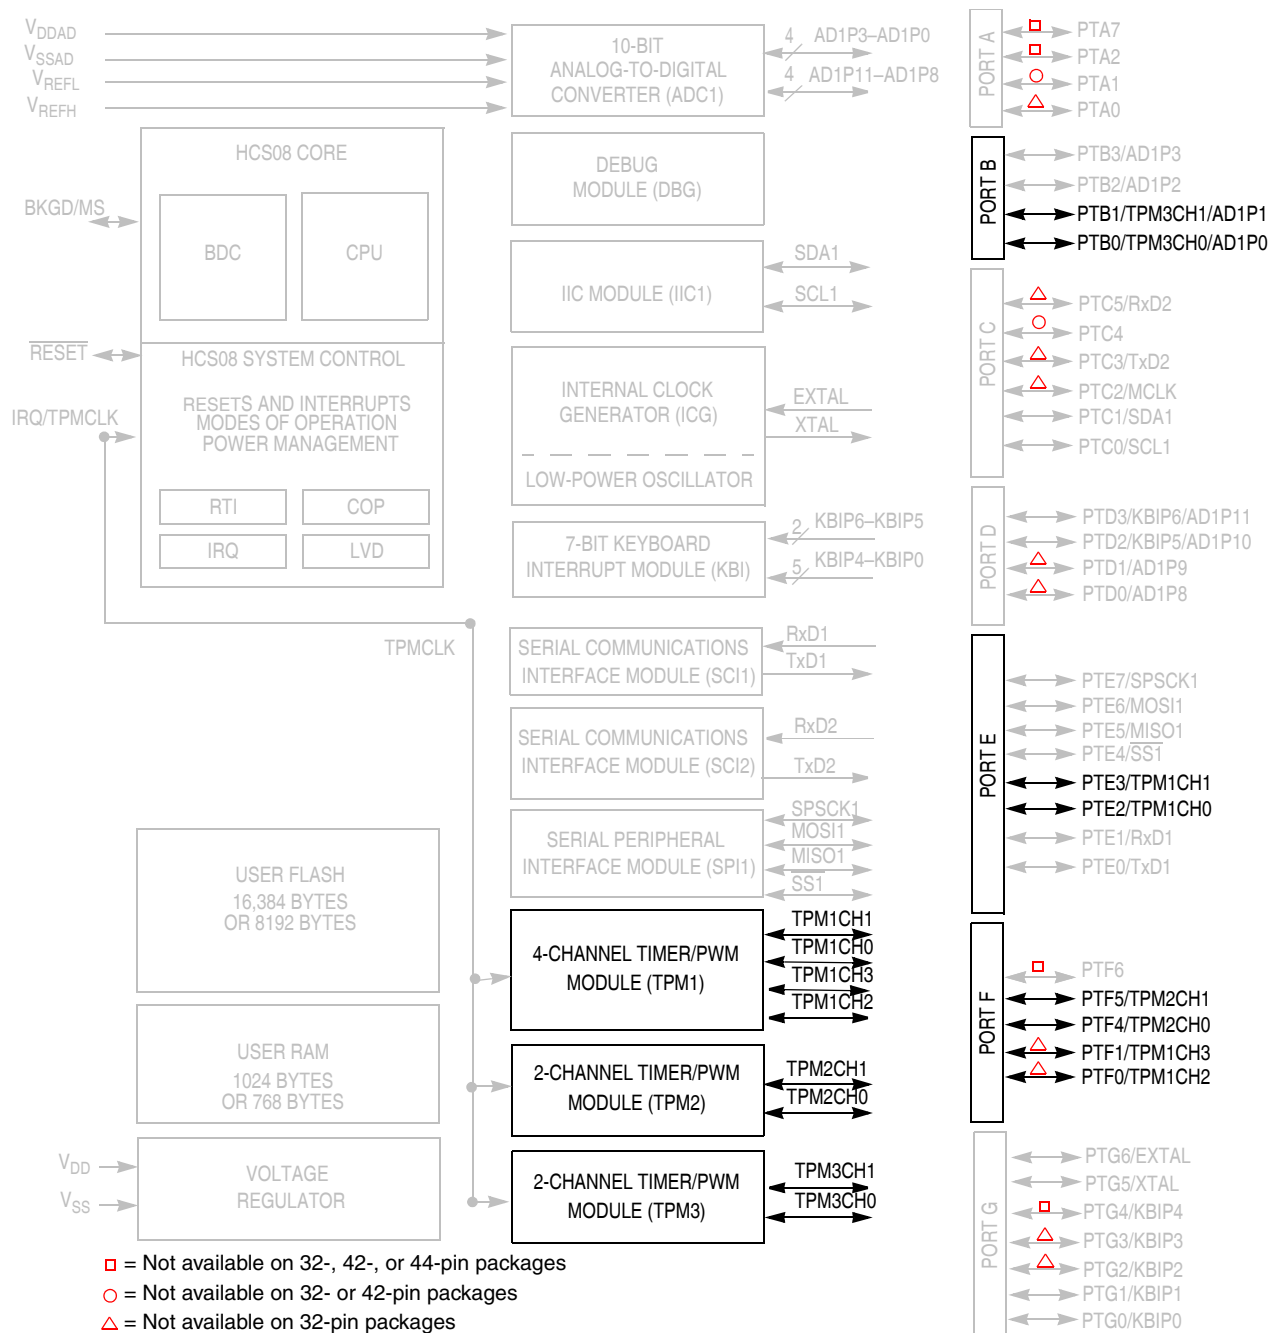 VDDAD
VSSAD
VREFL
VREFH
10-BIT
ANALOG-TO-DIGITAL
CONVERTER (ADC1)
4 AD1P3–AD1P0
4 AD1P11–AD1P8
HCS08 CORE
BDC
CPU
BKGD/MS
RESET
HCS08 SYSTEM CONTROL
RESETS AND INTERRUPTS
MODES OF OPERATION
POWER MANAGEMENT
IRQ/TPMCLK
RTI
COP
IRQ
LVD
DEBUG
MODULE (DBG)
IIC MODULE (IIC1)
SDA1
SCL1
INTERNAL CLOCK
GENERATOR (ICG)
LOW-POWER OSCILLATOR
EXTAL
XTAL
7-BIT KEYBOARD
INTERRUPT MODULE (KBI)
2 KBIP6–KBIP5
5 KBIP4–KBIP0
TPMCLK
SERIAL COMMUNICATIONS
INTERFACE MODULE (SCI1)
RxD1
TxD1
SERIAL COMMUNICATIONS
INTERFACE MODULE (SCI2)
RxD2
TxD2
SERIAL PERIPHERAL
INTERFACE MODULE (SPI1)
SPSCK1
MOSI1
MISO1
SS1
USER FLASH
16,384 BYTES
OR 8192 BYTES
4-CHANNEL TIMER/PWM
MODULE (TPM1)
TPM1CH1
TPM1CH0
TPM1CH3
TPM1CH2
USER RAM
1024 BYTES
OR 768 BYTES
2-CHANNEL TIMER/PWM
MODULE (TPM2)
TPM2CH1
TPM2CH0
VDD
VSS
VOLTAGE
REGULATOR
2-CHANNEL TIMER/PWM
MODULE (TPM3)
TPM3CH1
TPM3CH0
PORT A
PTA7
PTA2
PTA1
PTA0
PORT B
PTB3/AD1P3
PTB2/AD1P2
PTB1/TPM3CH1/AD1P1
PTB0/TPM3CH0/AD1P0
PORT C
PTC5/RxD2
PTC4
PTC3/TxD2
PTC2/MCLK
PTC1/SDA1
PTC0/SCL1
PORT D
PTD3/KBIP6/AD1P11
PTD2/KBIP5/AD1P10
PTD1/AD1P9
PTD0/AD1P8
PORT E
PTE7/SPSCK1
PTE6/MOSI1
PTE5/MISO1
PTE4/SS1
PTE3/TPM1CH1
PTE2/TPM1CH0
PTE1/RxD1
PTE0/TxD1
PORT F
PTF6
PTF5/TPM2CH1
PTF4/TPM2CH0
PTF1/TPM1CH3
PTF0/TPM1CH2
PORT G
PTG6/EXTAL
PTG5/XTAL
PTG4/KBIP4
PTG3/KBIP3
PTG2/KBIP2
PTG1/KBIP1
PTG0/KBIP0
= Not available on 32-, 42-, or 44-pin packages
= Not available on 32- or 42-pin packages
= Not available on 32-pin packages